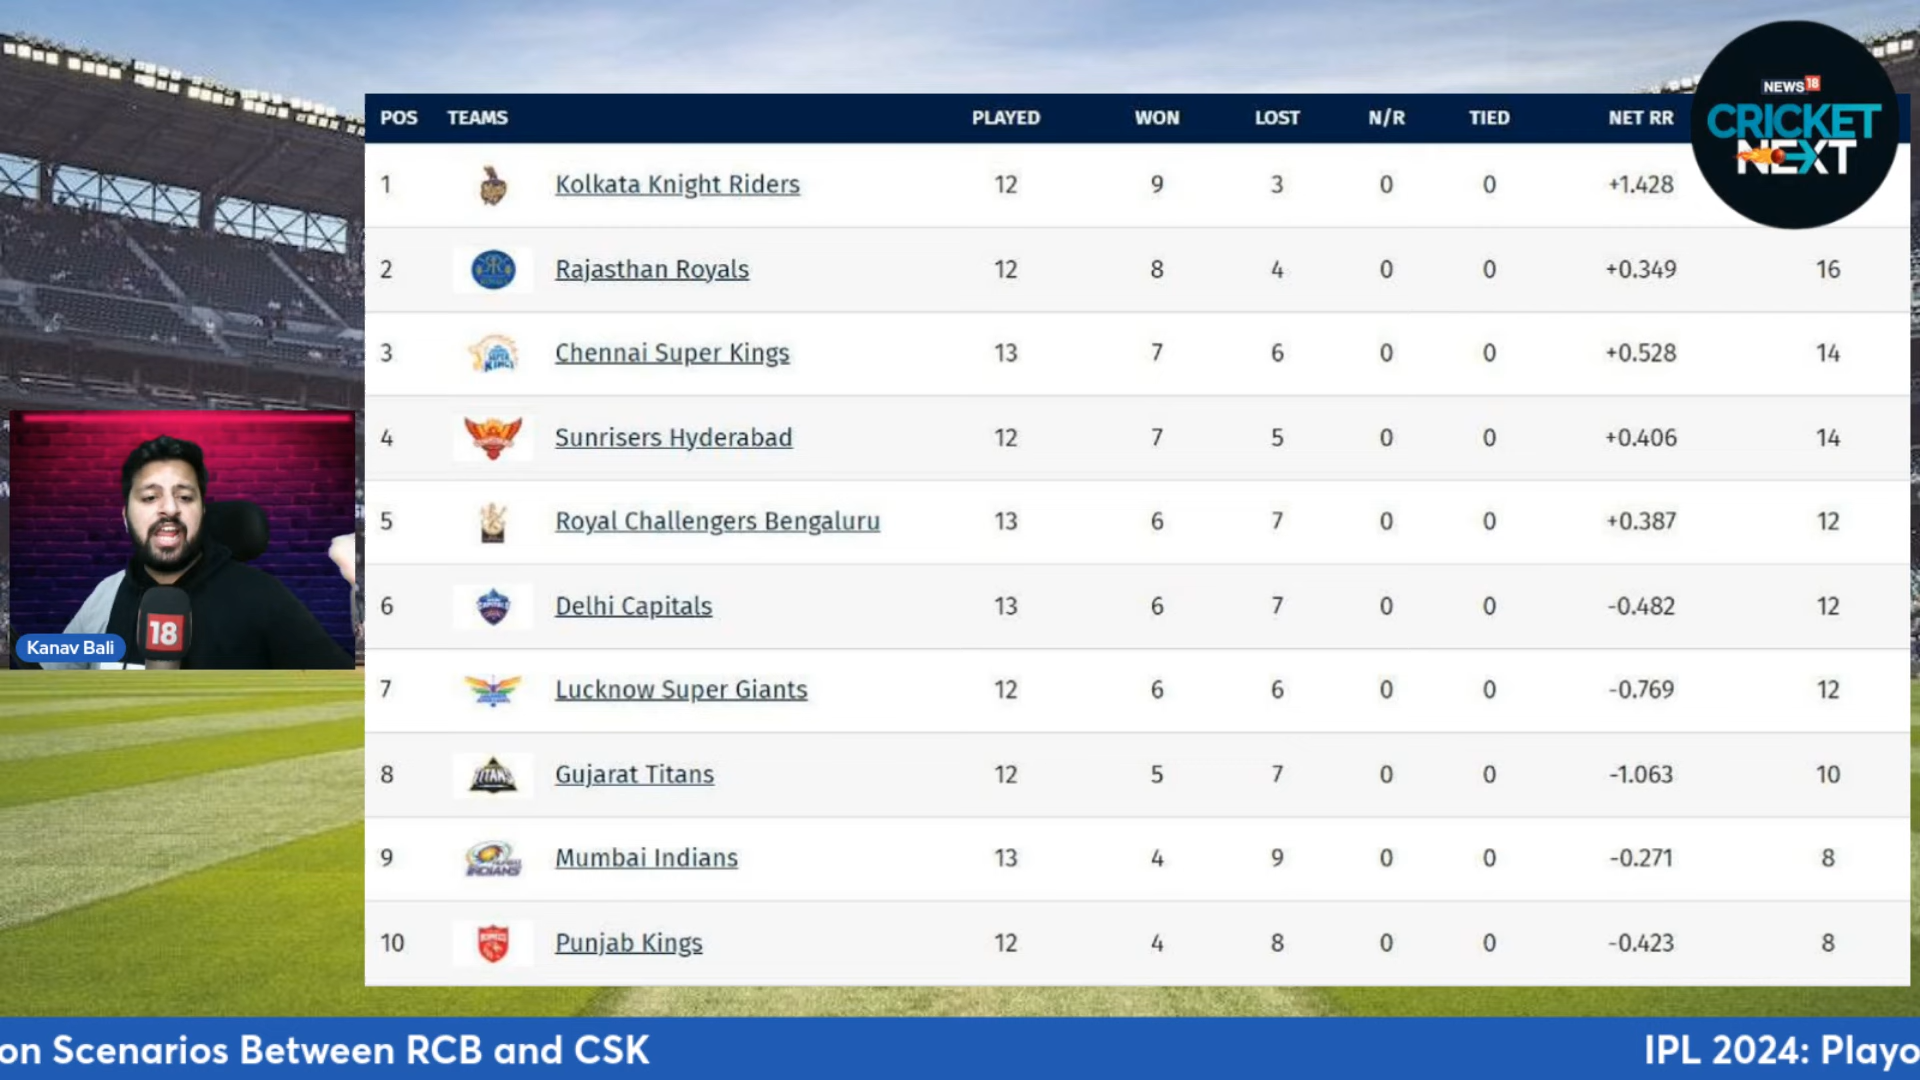 NEWS18
CRICKET
NEXT
POS TEAMS PLAYED WON LOST N/R TIED NET RR
1 Kolkata Knight Riders 12 9 3 0 0 +1.428
2 Rajasthan Royals 12 8 4 0 0 +0.349 16
3 Chennai Super Kings 13 7 6 0 0 +0.528 14
4 Sunrisers Hyderabad 12 7 5 0 0 +0.406 14
5 Royal Challengers Bengaluru 13 6 7 0 0 +0.387 12
6 Delhi Capitals 13 6 7 0 0 -0.482 12
7 Lucknow Super Giants 12 6 6 0 0 -0.769 12
8 TITANS Gujarat Titans 12 5 7 0 0 -1.063 10
9 INDIANS Mumbai Indians 13 4 9 0 0 -0.271 8
10 Punjab Kings 12 4 8 0 0 -0.423 8
18
Kanav Bali
on Scenarios Between RCB and CSK IPL 2024: Playo